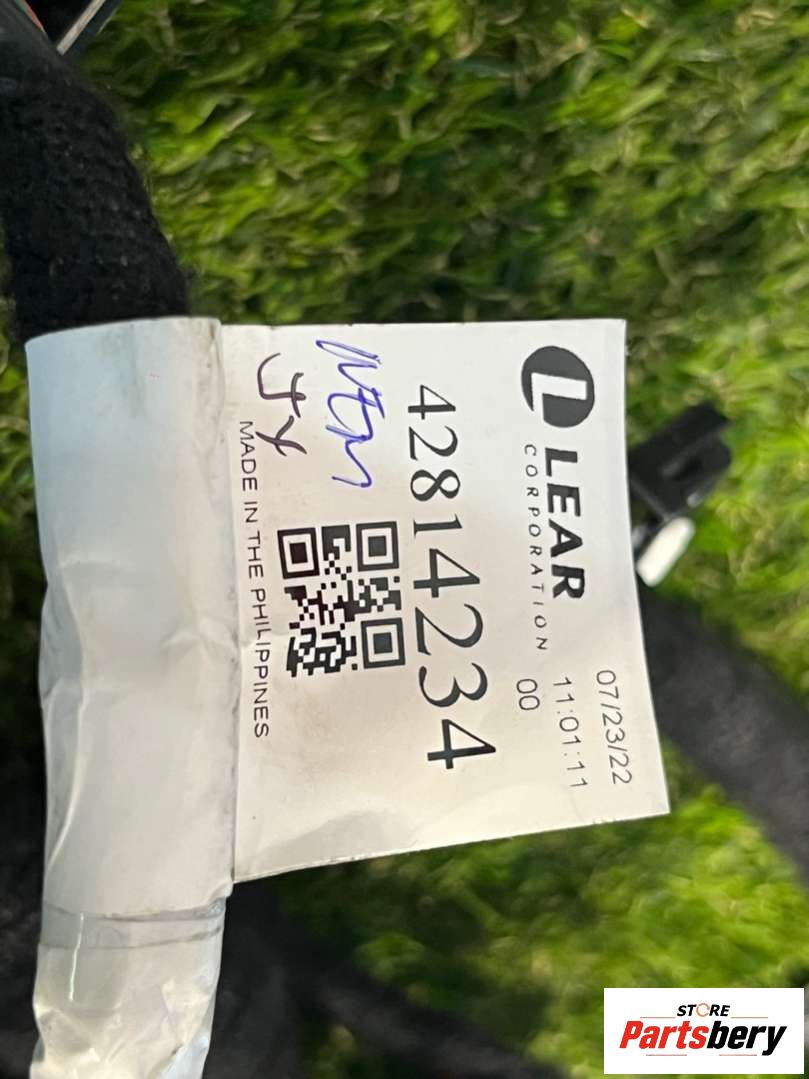 LEAR
CORPORATION
07/23/22
11:01:11
00
42814234
MADE IN THE PHILIPPINES
STORE
Partsbery